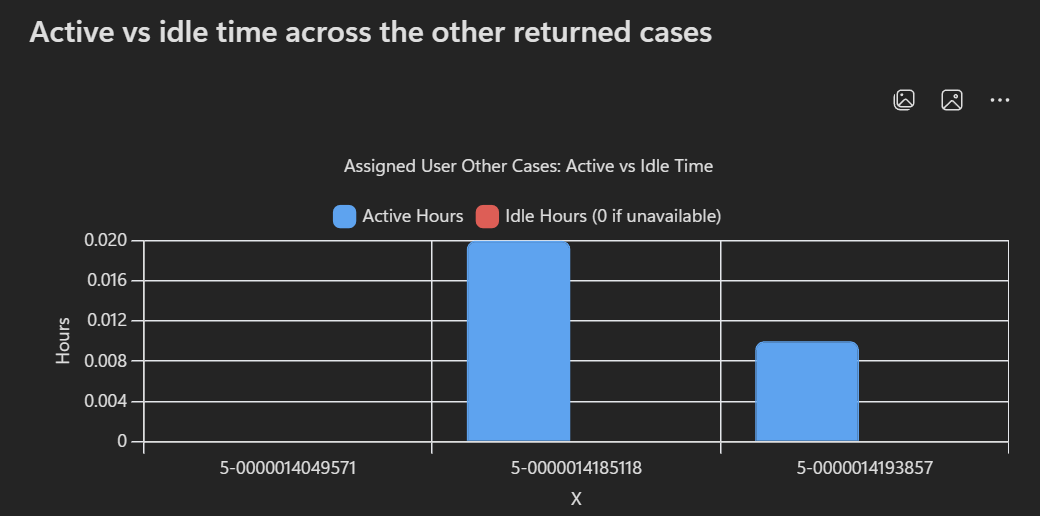 Active vs idle time across the other returned cases
Assigned User Other Cases: Active vs Idle Time
Active Hours
Idle Hours (0 if unavailable)
0.020
0.016
0.012
0.008
0.004
0
Hours
5-0000014049571
5-0000014185118
5-0000014193857
X